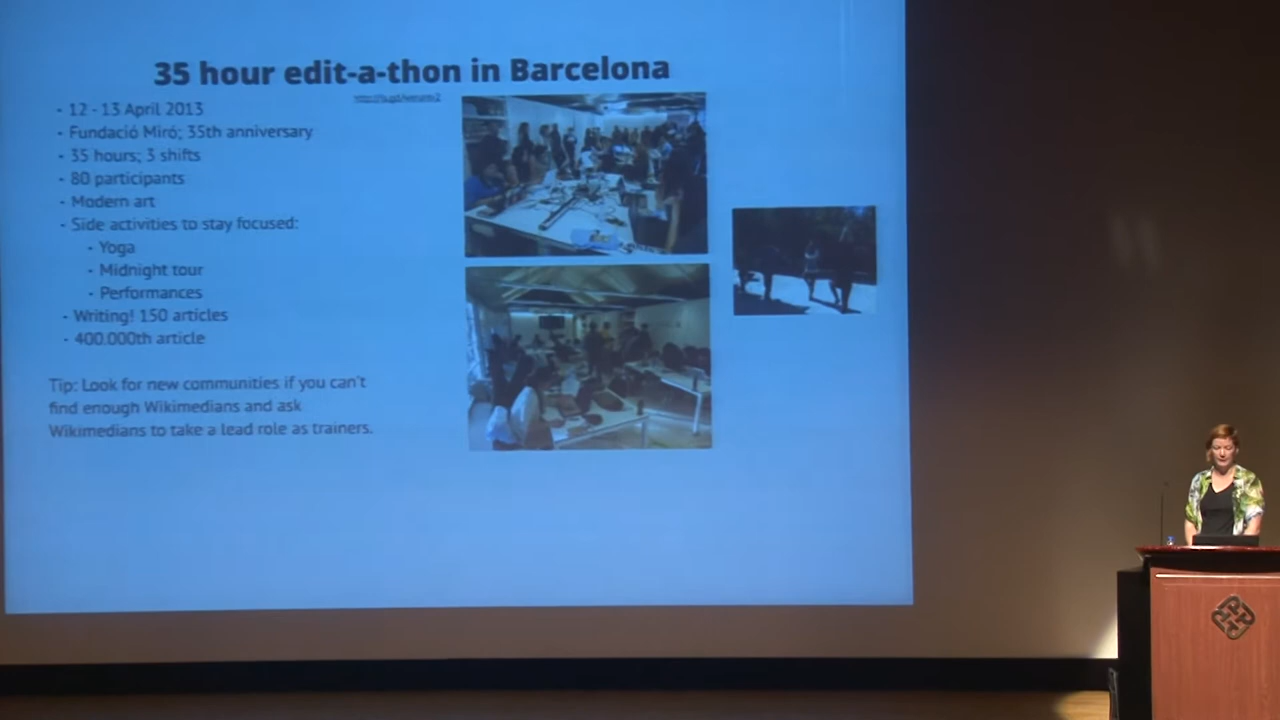 35 hour edit-a-thon in Barcelona
- 12 - 13 April 2013
- Fundació Miró; 35th anniversary
- 35 hours; 3 shifts
- 80 participants
- Modern art
- Side activities to stay focused:
- Yoga
- Midnight tour
- Performances
- Writing! 150 articles
- 400.000th article
Tip: Look for new communities if you can't
find enough Wikimedians and ask
Wikimedians to take a lead role as trainers.